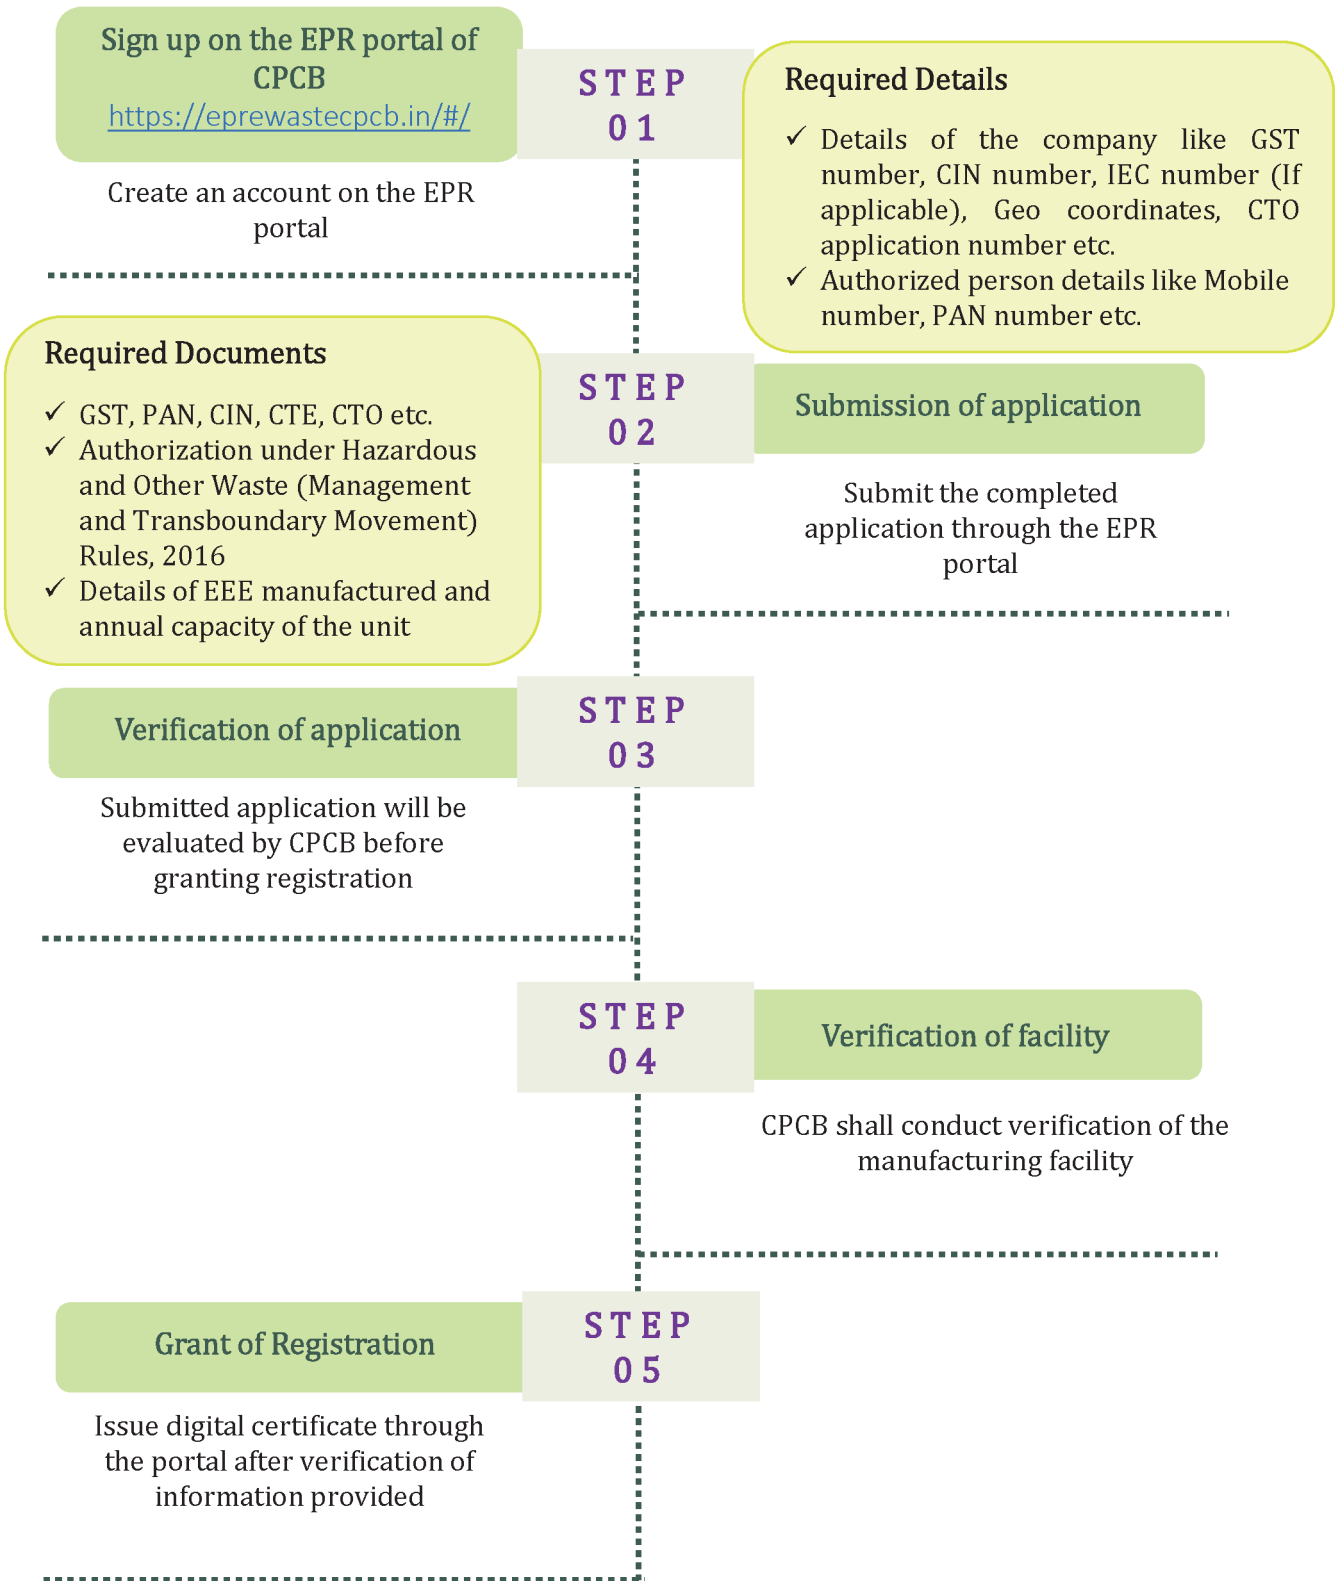 Sign up on the EPR portal of
CPCB
https://eprewastecpcb.in/#/
STEP
01
Create an account on the EPR
portal
Required Details
✓ Details of the company like GST
number, CIN number, IEC number (If
applicable), Geo coordinates, CTO
application number etc.
✓ Authorized person details like Mobile
number, PAN number etc.
Required Documents
✓ GST, PAN, CIN, CTE, CTO etc.
✓ Authorization under Hazardous
and Other Waste (Management
and Transboundary Movement)
Rules, 2016
✓ Details of EEE manufactured and
annual capacity of the unit
STEP
02
Submission of application
Submit the completed
application through the EPR
portal
Verification of application
STEP
03
Submitted application will be
evaluated by CPCB before
granting registration
STEP
04
Verification of facility
CPCB shall conduct verification of the
manufacturing facility
Grant of Registration
STEP
05
Issue digital certificate through
the portal after verification of
information provided